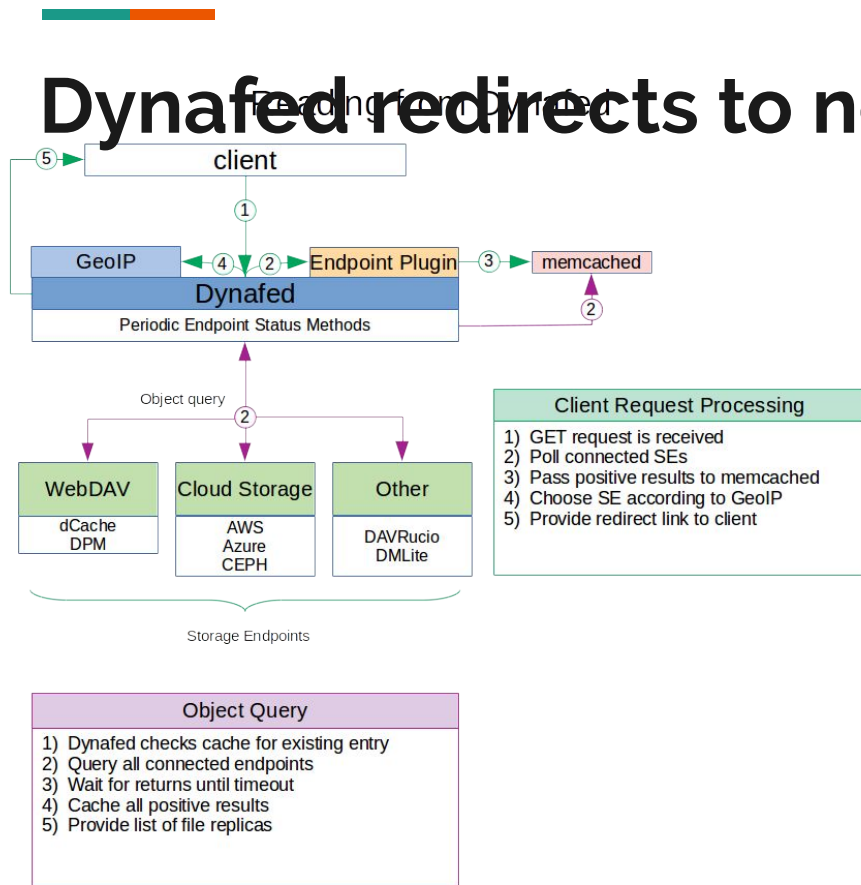 Dynafed redirects to n
Reading from Dynafed
5
client
1
GeoIP
4
2
Endpoint Plugin
3
memcached
Dynafed
Periodic Endpoint Status Methods
2
Object query
2
WebDAV
dCache
DPM
Cloud Storage
AWS
Azure
CEPH
Other
DAVRucio
DMLite
Storage Endpoints
Client Request Processing
1) GET request is received
2) Poll connected SEs
3) Pass positive results to memcached
4) Choose SE according to GeoIP
5) Provide redirect link to client
Object Query
1) Dynafed checks cache for existing entry
2) Query all connected endpoints
3) Wait for returns until timeout
4) Cache all positive results
5) Provide list of file replicas